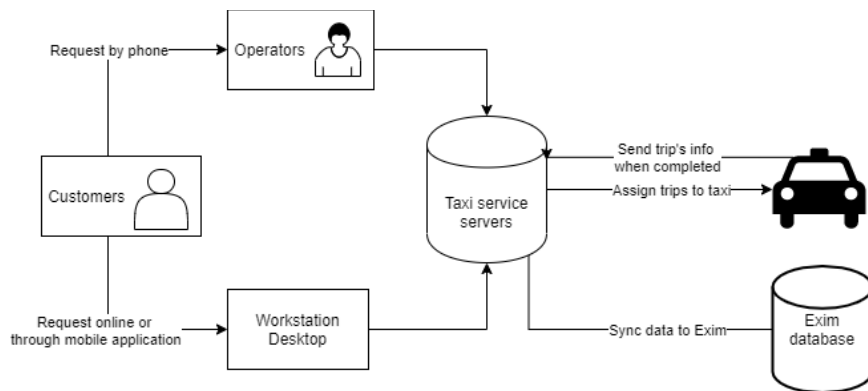 Request by phone
Operators
Customers
Taxi service
servers
Send trip's info
when completed
Assign trips to taxi
Request online or
through mobile application
Workstation
Desktop
Sync data to Exim
Exim
database